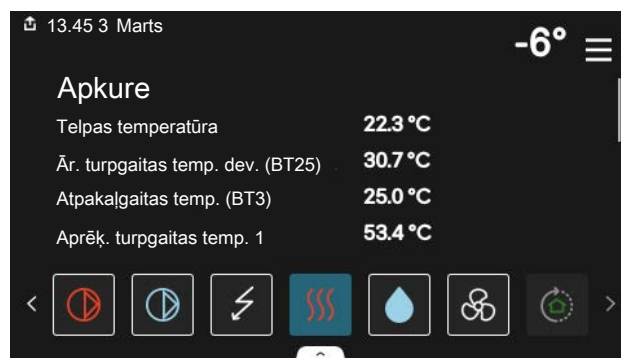 13.45 3 Marts
-6°
Apkure
Telpas temperatūra 22.3 °C
Ār. turpgaitas temp. dev. (BT25) 30.7 °C
Atpakaļgaitas temp. (BT3) 25.0 °C
Aprēķ. turpgaitas temp. 1 53.4 °C